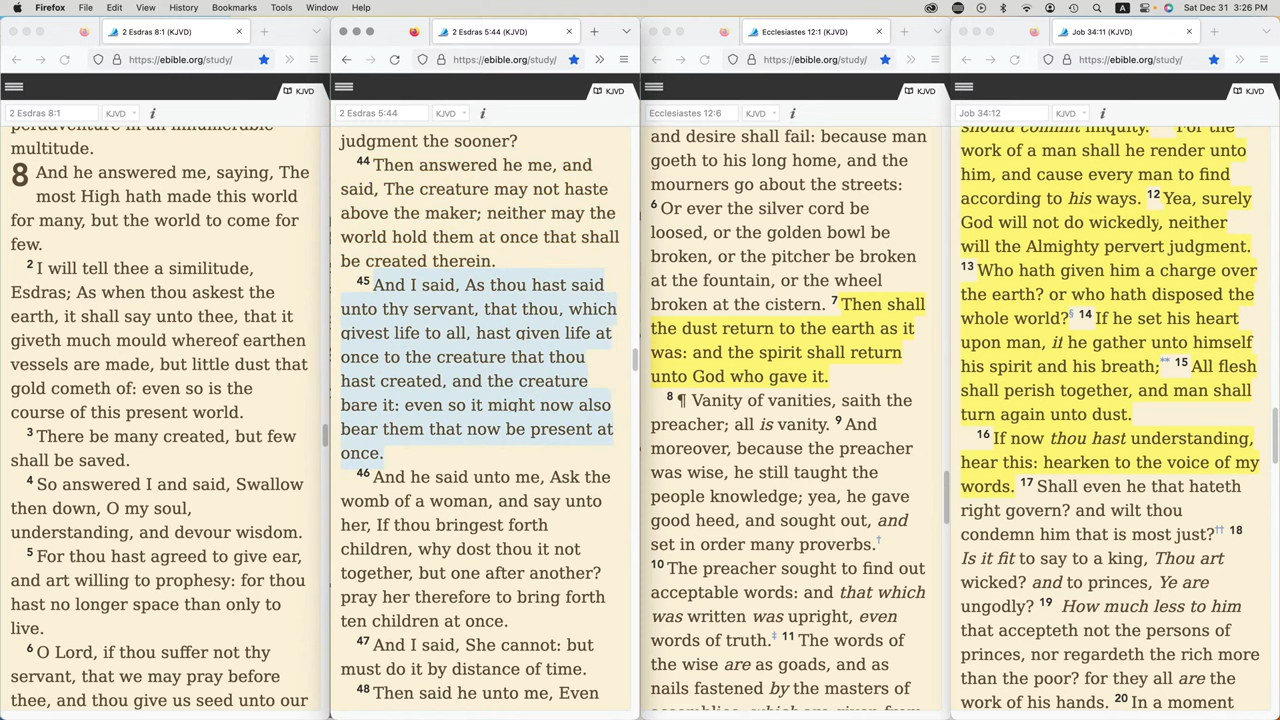 Firefox File Edit View History Bookmarks Tools Window Help
A
Sat Dec 31 3:26 PM
2 Esdras 8:1 (KJVD)
https://ebible.org/study/
KJVD
2 Esdras 8:1 KJVD i
peradventure in an innumerable
multitude.
8 And he answered me, saying, The
most High hath made this world
for many, but the world to come for
few.
2 I will tell thee a similitude,
Esdras; As when thou askest the
earth, it shall say unto thee, that it
giveth much mould whereof earthen
vessels are made, but little dust that
gold cometh of: even so is the
course of this present world.
3 There be many created, but few
shall be saved.
4 So answered I and said, Swallow
then down, O my soul,
understanding, and devour wisdom.
5 For thou hast agreed to give ear,
and art willing to prophesy: for thou
hast no longer space than only to
live.
6 O Lord, if thou suffer not thy
servant, that we may pray before
thee, and thou give us seed unto our
2 Esdras 5:44 (KJVD)
https://ebible.org/study/
KJVD
2 Esdras 5:44 KJVD i
judgment the sooner?
44 Then answered he me, and
said, The creature may not haste
above the maker; neither may the
world hold them at once that shall
be created therein.
45 And I said, As thou hast said
unto thy servant, that thou, which
givest life to all, hast given life at
once to the creature that thou
hast created, and the creature
bare it: even so it might now also
bear them that now be present at
once.
46 And he said unto me, Ask the
womb of a woman, and say unto
her, If thou bringest forth
children, why dost thou it not
together, but one after another?
pray her therefore to bring forth
ten children at once.
47 And I said, She cannot: but
must do it by distance of time.
48 Then said he unto me, Even
Ecclesiastes 12:1 (KJVD)
https://ebible.org/study/
KJVD
Ecclesiastes 12:6 KJVD i
and desire shall fail: because man
goeth to his long home, and the
mourners go about the streets:
6 Or ever the silver cord be
loosed, or the golden bowl be
broken, or the pitcher be broken
at the fountain, or the wheel
broken at the cistern. 7 Then shall
the dust return to the earth as it
was: and the spirit shall return
unto God who gave it.
8 ¶ Vanity of vanities, saith the
preacher; all is vanity. 9 And
moreover, because the preacher
was wise, he still taught the
people knowledge; yea, he gave
good heed, and sought out, and
set in order many proverbs.†
10 The preacher sought to find out
acceptable words: and that which
was written was upright, even
words of truth.‡ 11 The words of
the wise are as goads, and as
nails fastened by the masters of
assemblies, which are given from
Job 34:11 (KJVD)
https://ebible.org/study/
KJVD
Job 34:12 KJVD i
should commit iniquity. For the
work of a man shall he render unto
him, and cause every man to find
according to his ways. 12 Yea, surely
God will not do wickedly, neither
will the Almighty pervert judgment.
13 Who hath given him a charge over
the earth? or who hath disposed the
whole world?§ 14 If he set his heart
upon man, if he gather unto himself
his spirit and his breath;** 15 All flesh
shall perish together, and man shall
turn again unto dust.
16 If now thou hast understanding,
hear this: hearken to the voice of my
words. 17 Shall even he that hateth
right govern? and wilt thou
condemn him that is most just?†† 18
Is it fit to say to a king, Thou art
wicked? and to princes, Ye are
ungodly? 19 How much less to him
that accepteth not the persons of
princes, nor regardeth the rich more
than the poor? for they all are the
work of his hands. 20 In a moment